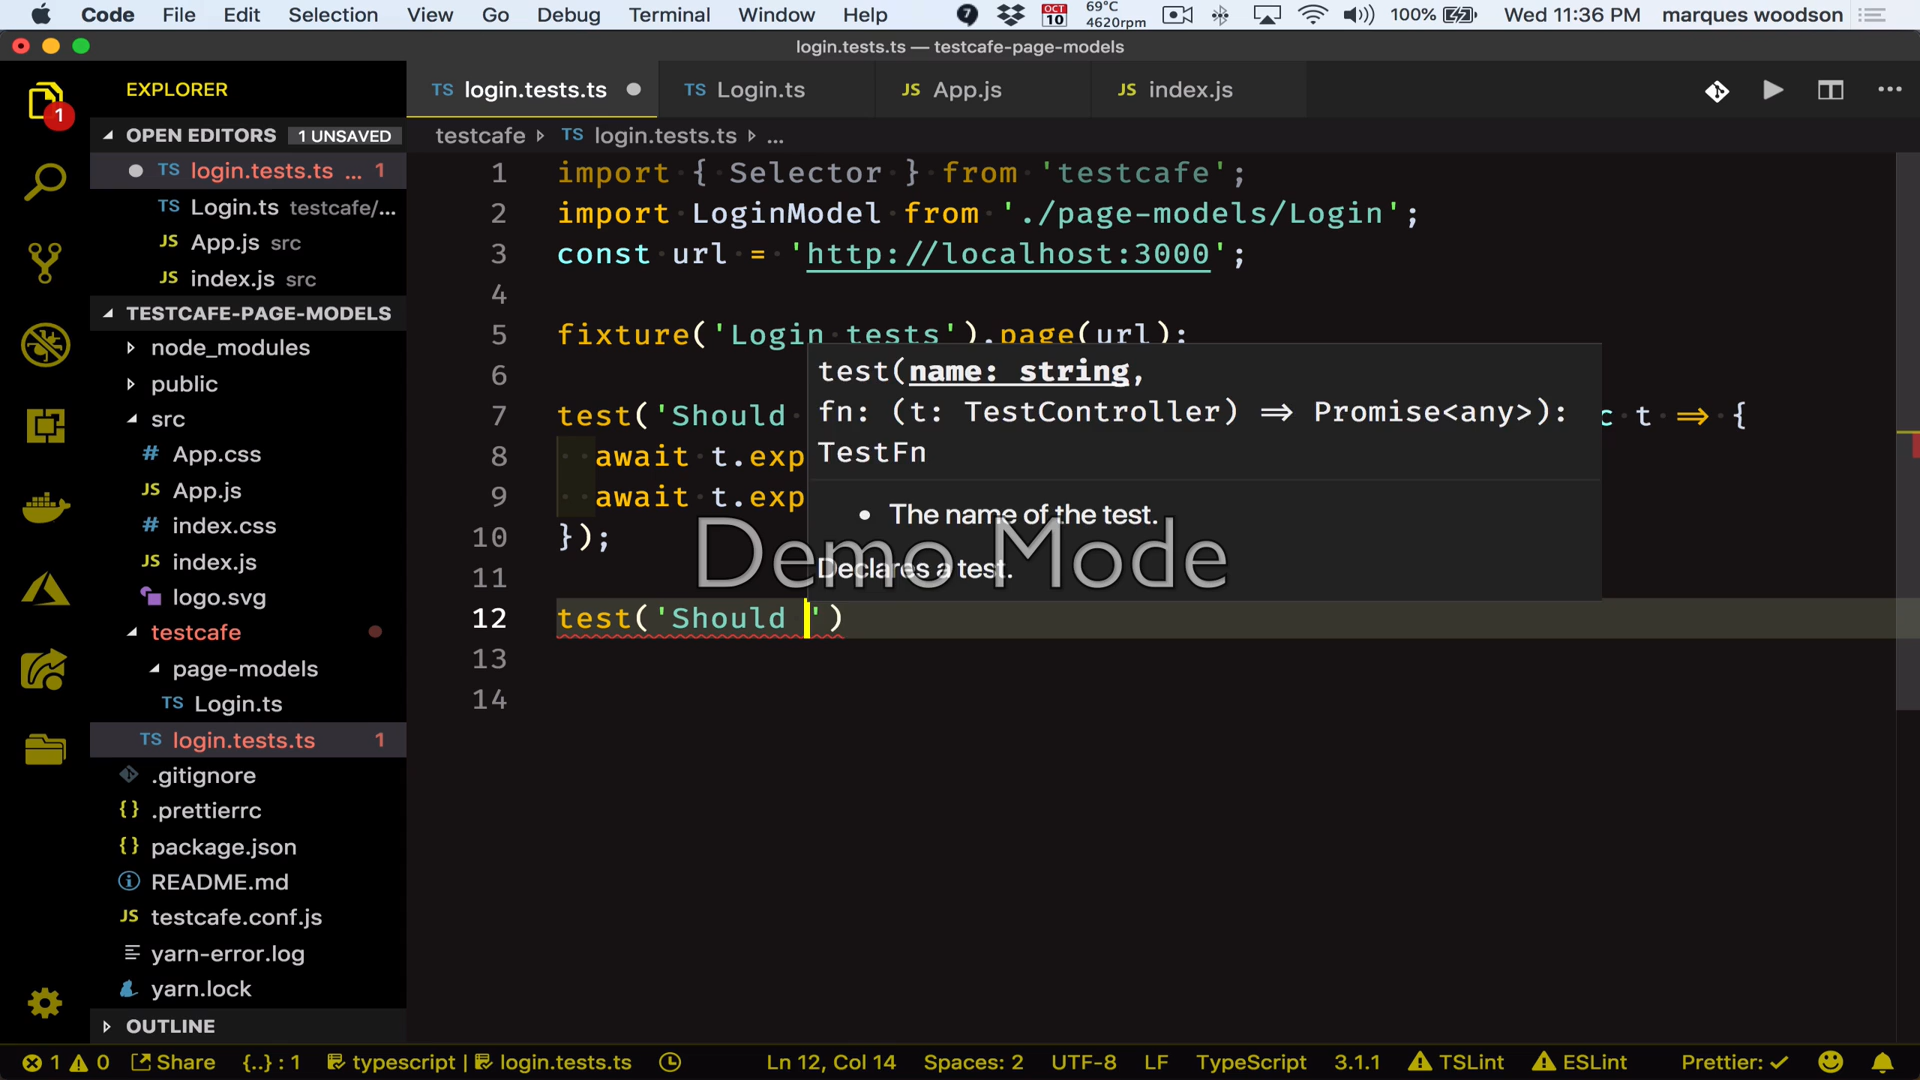 Code File Edit Selection View Go Debug Terminal Window Help 7 OCT 10 69°C 4620rpm 100% Wed 11:36 PM marques woodson
login.tests.ts — testcafe-page-models
EXPLORER
TS login.tests.ts
TS Login.ts
JS App.js
JS index.js
1
OPEN EDITORS 1 UNSAVED
testcafe TS login.tests.ts ...
TS login.tests.ts ... 1
TS Login.ts testcafe/...
JS App.js src
JS index.js src
TESTCAFE-PAGE-MODELS
node_modules
public
src
# App.css
JS App.js
# index.css
JS index.js
logo.svg
testcafe
page-models
TS Login.ts
TS login.tests.ts 1
.gitignore
{ } .prettierrc
{ } package.json
README.md
JS testcafe.conf.js
yarn-error.log
yarn.lock
OUTLINE
1 import { Selector } from 'testcafe';
2 import LoginModel from './page-models/Login';
3 const url = 'http://localhost:3000';
4
5 fixture('Login tests').page(url);
6
7 test('Should c t => {
8 await t.exp
9 await t.exp
10 });
11
12 test('Should ')
13
14
test(name: string,
fn: (t: TestController) => Promise<any>):
TestFn
• The name of the test.
Declares a test.
Demo Mode
1 0 Share {..} : 1 typescript | login.tests.ts Ln 12, Col 14 Spaces: 2 UTF-8 LF TypeScript 3.1.1 TSLint ESLint Prettier: ✓